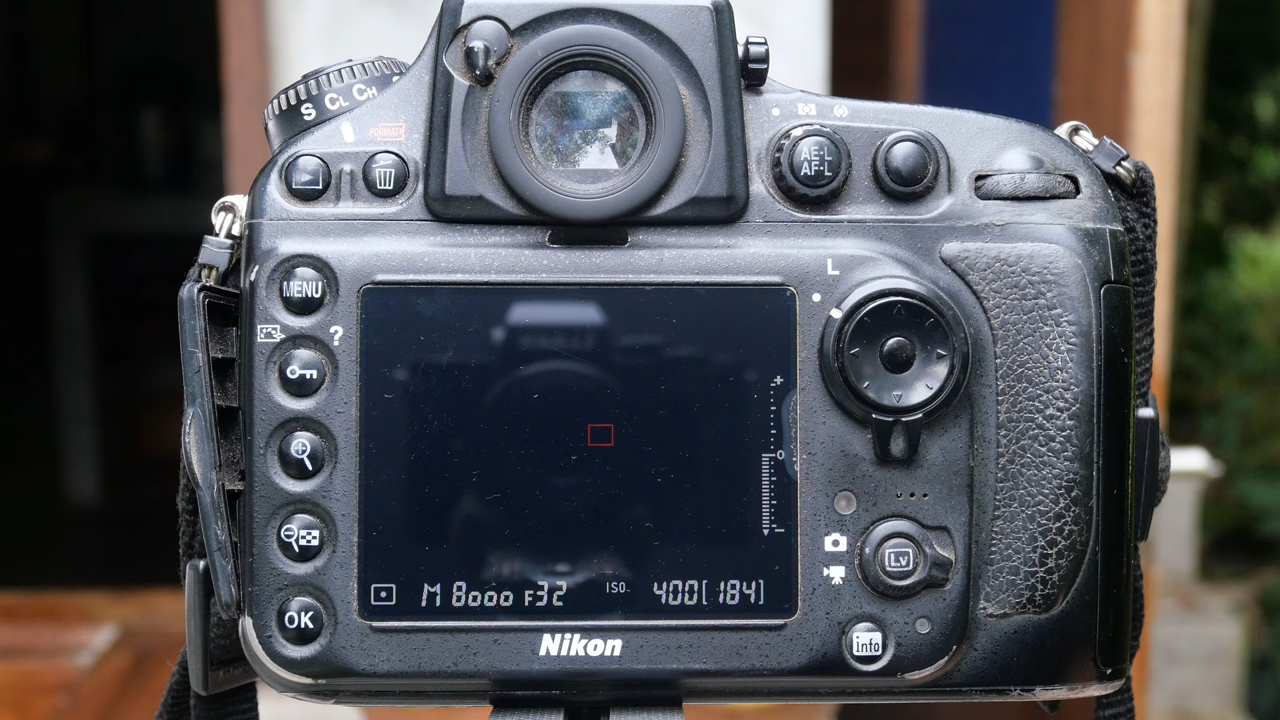 S CL CH
FORMAT
AE-L
AF-L
MENU
L
?
OK
M 8000 F32 ISO 400[184]
Lv
info
Nikon